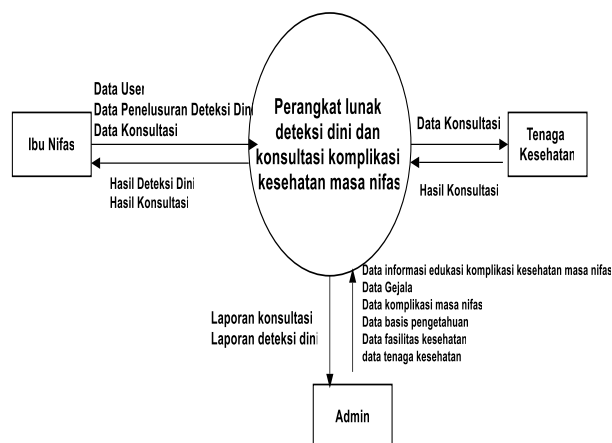 Data User
Data Penelusuran Deteksi Dini
Data Konsultasi
Ibu Nifas
Hasil Deteksi Dini
Hasil Konsultasi
Perangkat lunak
deteksi dini dan
konsultasi komplikasi
kesehatan masa nifas
Data Konsultasi
Tenaga
Kesehatan
Hasil Konsultasi
Laporan konsultasi
Laporan deteksi dini
Data informasi edukasi komplikasi kesehatan masa nifas
Data Gejala
Data komplikasi masa nifas
Data basis pengetahuan
Data fasilitas kesehatan
data tenaga kesehatan
Admin